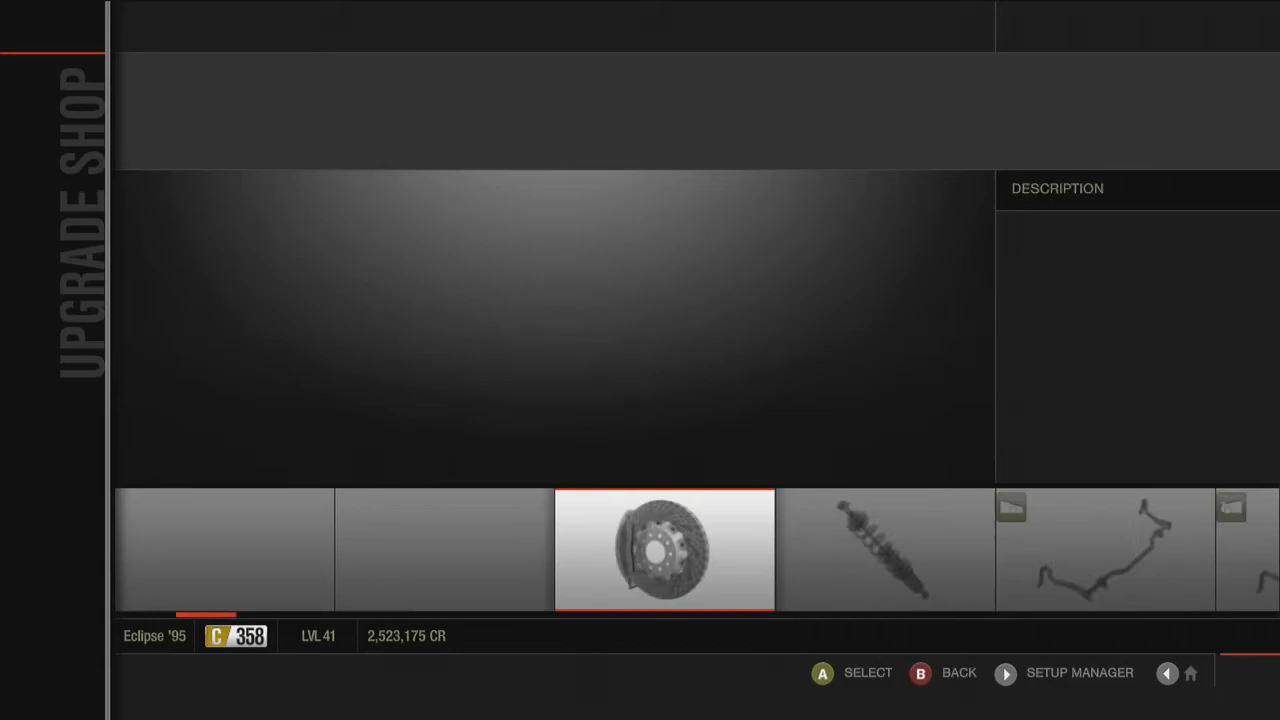 UPGRADE SHOP
DESCRIPTION
Eclipse '95 C 358 LVL 41 2,523,175 CR
A SELECT B BACK SETUP MANAGER